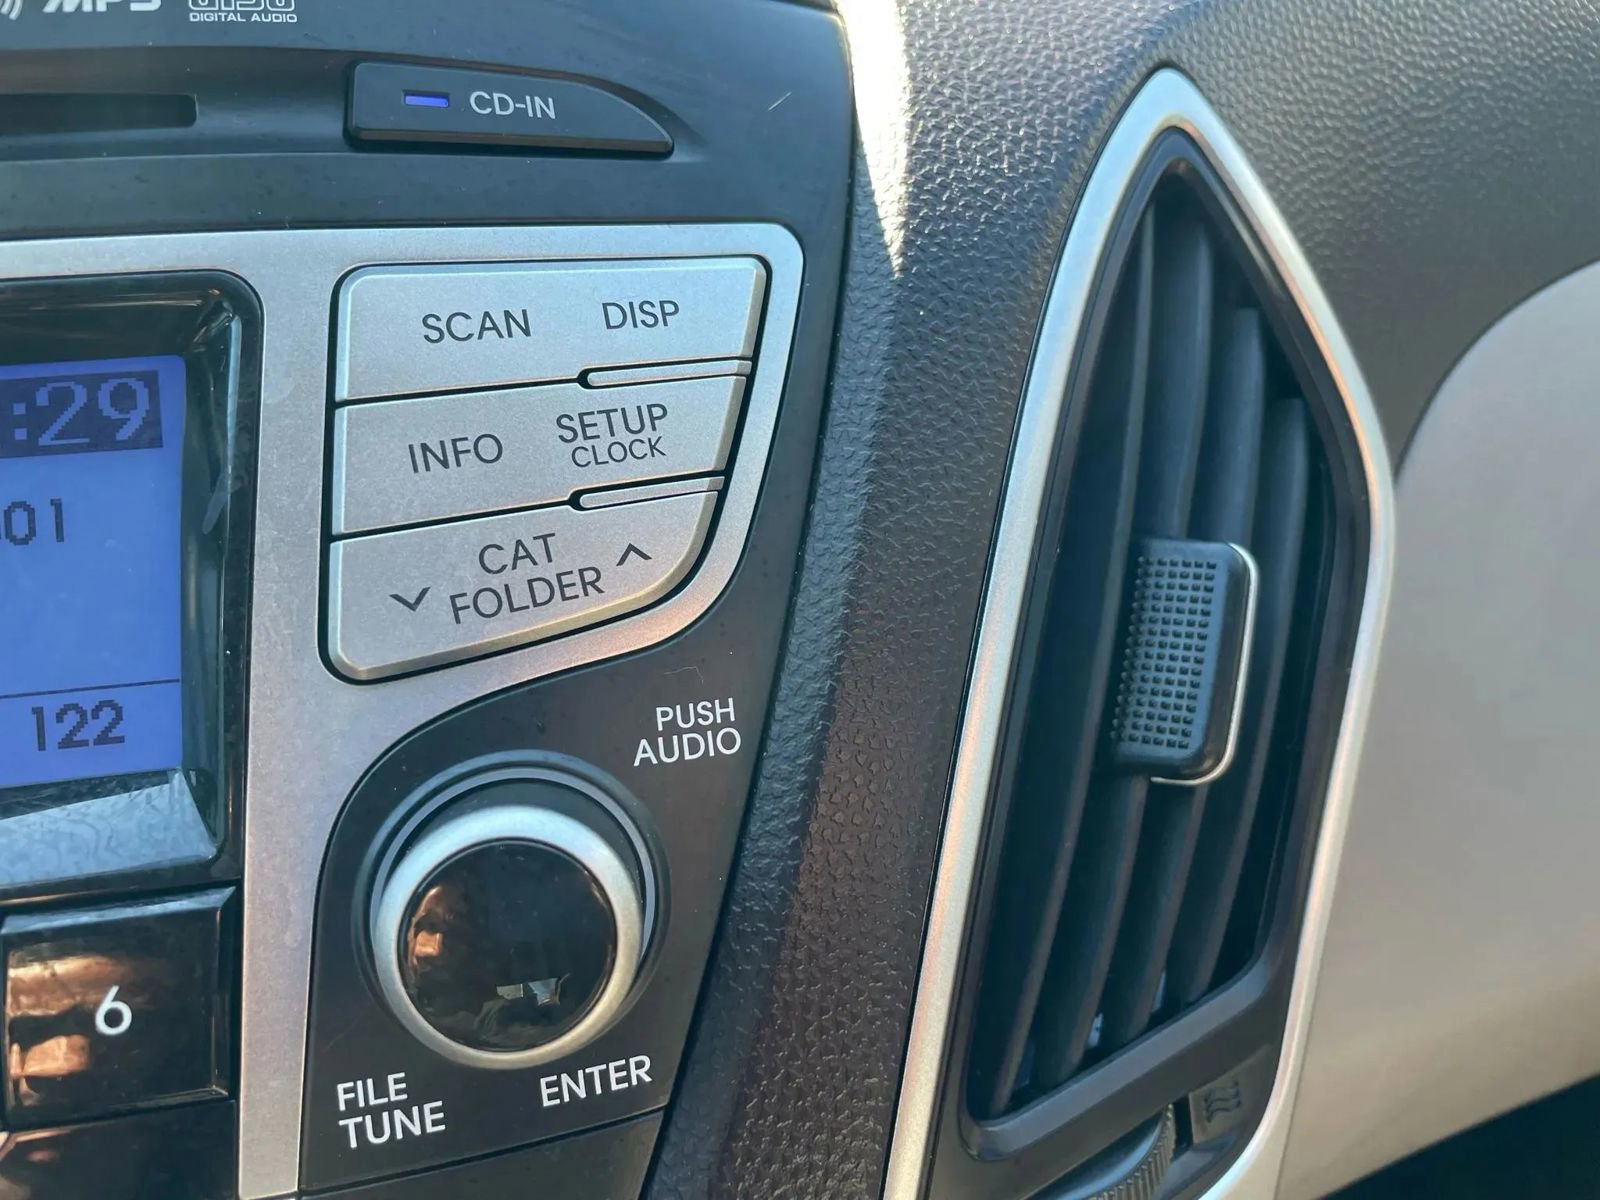 MP3
disc
DIGITAL AUDIO
CD-IN
SCAN DISP
:29
INFO SETUP
CLOCK
01
CAT
FOLDER
122
PUSH
AUDIO
6
FILE
TUNE
ENTER